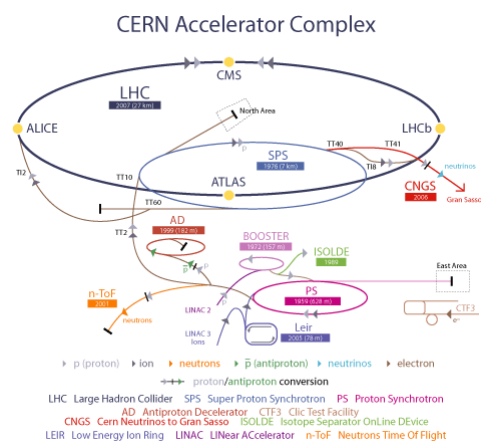 CERN Accelerator Complex
CMS
LHC
2007 (27 km)
North Area
ALICE
LHCb
TT40
TT41
SPS
1976 (7 km)
TI8
TI2
TT10
ATLAS
neutrinos
CNGS
2006
Gran Sasso
TT60
AD
1999 (182 m)
TT2
BOOSTER
1972 (157 m)
ISOLDE
1989
East Area
n-ToF
2001
neutrons
LINAC 2
PS
1959 (628 m)
CTF3
e-
LINAC 3
Ions
Leir
2005 (78 m)
p
p
p
p̅
p (proton) ion neutrons p̅ (antiproton) neutrinos electron
proton/antiproton conversion
LHC Large Hadron Collider SPS Super Proton Synchrotron PS Proton Synchrotron
AD Antiproton Decelerator CTF3 Clic Test Facility
CNGS Cern Neutrinos to Gran Sasso ISOLDE Isotope Separator OnLine DEvice
LEIR Low Energy Ion Ring LINAC LINear ACcelerator n-ToF Neutrons Time Of Flight